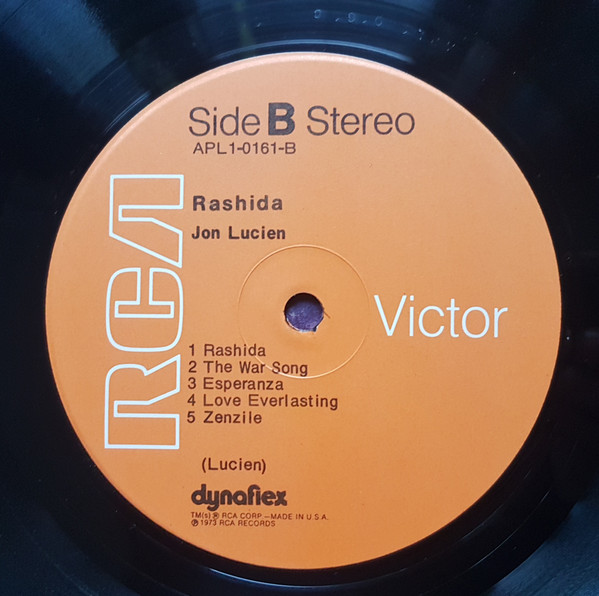 Side B Stereo
APL1-0161-B
RCA
Rashida
Jon Lucien
Victor
1 Rashida
2 The War Song
3 Esperanza
4 Love Everlasting
5 Zenzile
(Lucien)
dynaflex
TM(s) ® RCA CORP.—MADE IN U.S.A.
℗ 1973 RCA RECORDS